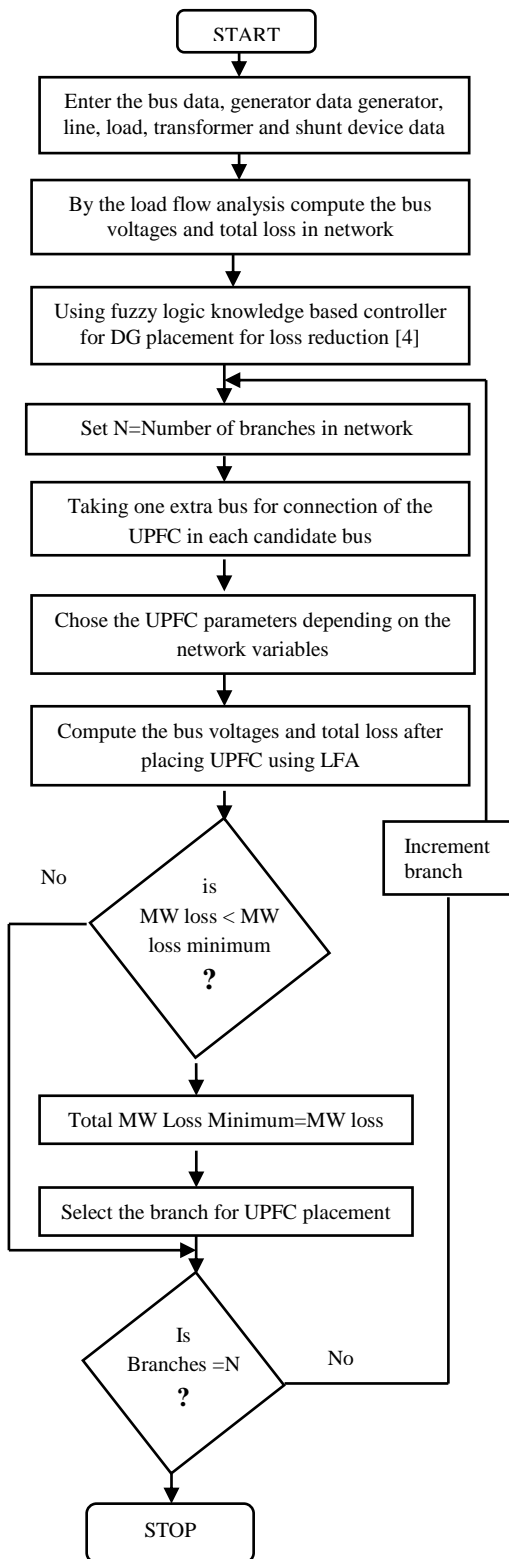 START
Enter the bus data, generator data generator,
line, load, transformer and shunt device data
By the load flow analysis compute the bus
voltages and total loss in network
Using fuzzy logic knowledge based controller
for DG placement for loss reduction [4]
Set N=Number of branches in network
Taking one extra bus for connection of the
UPFC in each candidate bus
Chose the UPFC parameters depending on the
network variables
Compute the bus voltages and total loss after
placing UPFC using LFA
Increment
branch
No
is
MW loss < MW
loss minimum
?
Total MW Loss Minimum=MW loss
Select the branch for UPFC placement
Is
Branches =N
?
No
STOP